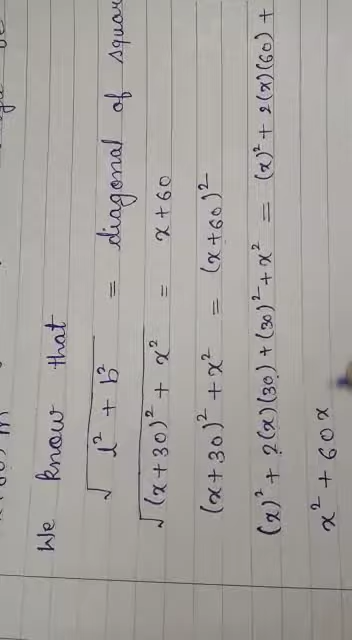 We know that
√l² + b² = diagonal of squar
√(x+30)² + x² = x+60
(x+30)² + x² = (x+60)²
(x)² + 2(x)(30) + (30)² + x² = (x)² + 2(x)(60) +
x² + 60x